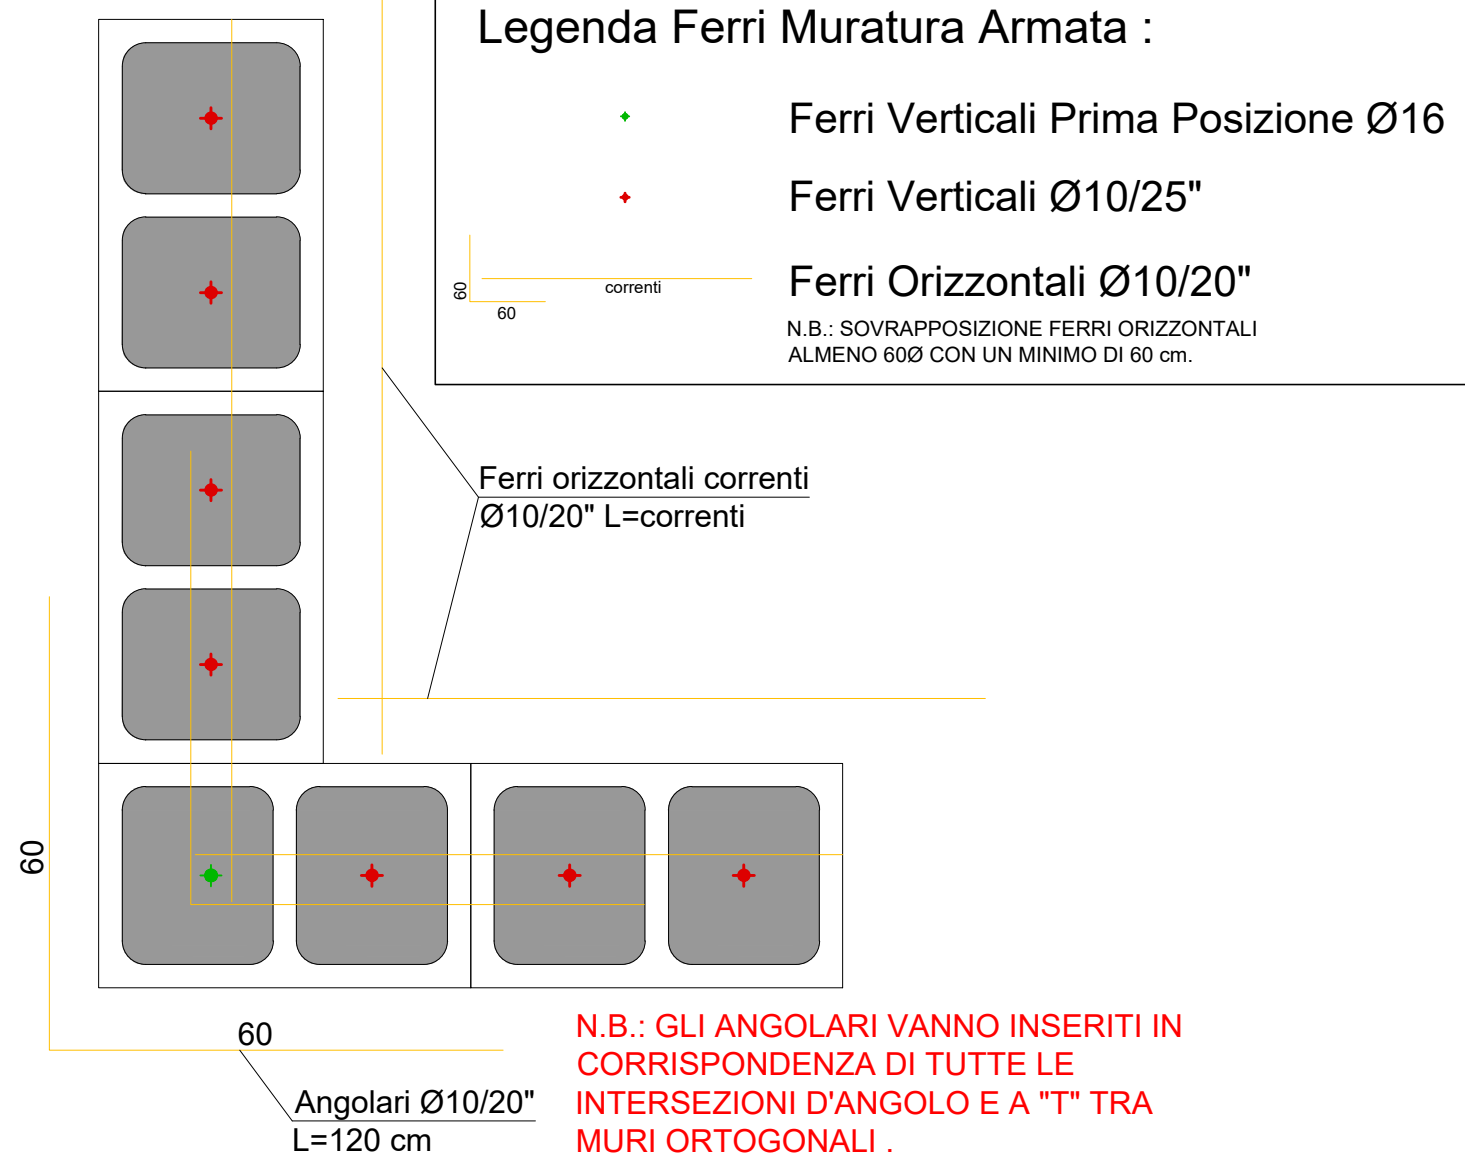 Legenda Ferri Muratura Armata :
Ferri Verticali Prima Posizione Ø16
Ferri Verticali Ø10/25"
60
60
correnti
Ferri Orizzontali Ø10/20"
N.B.: SOVRAPPOSIZIONE FERRI ORIZZONTALI
ALMENO 60Ø CON UN MINIMO DI 60 cm.
Ferri orizzontali correnti
Ø10/20" L=correnti
60
60
Angolari Ø10/20"
L=120 cm
N.B.: GLI ANGOLARI VANNO INSERITI IN
CORRISPONDENZA DI TUTTE LE
INTERSEZIONI D'ANGOLO E A "T" TRA
MURI ORTOGONALI .